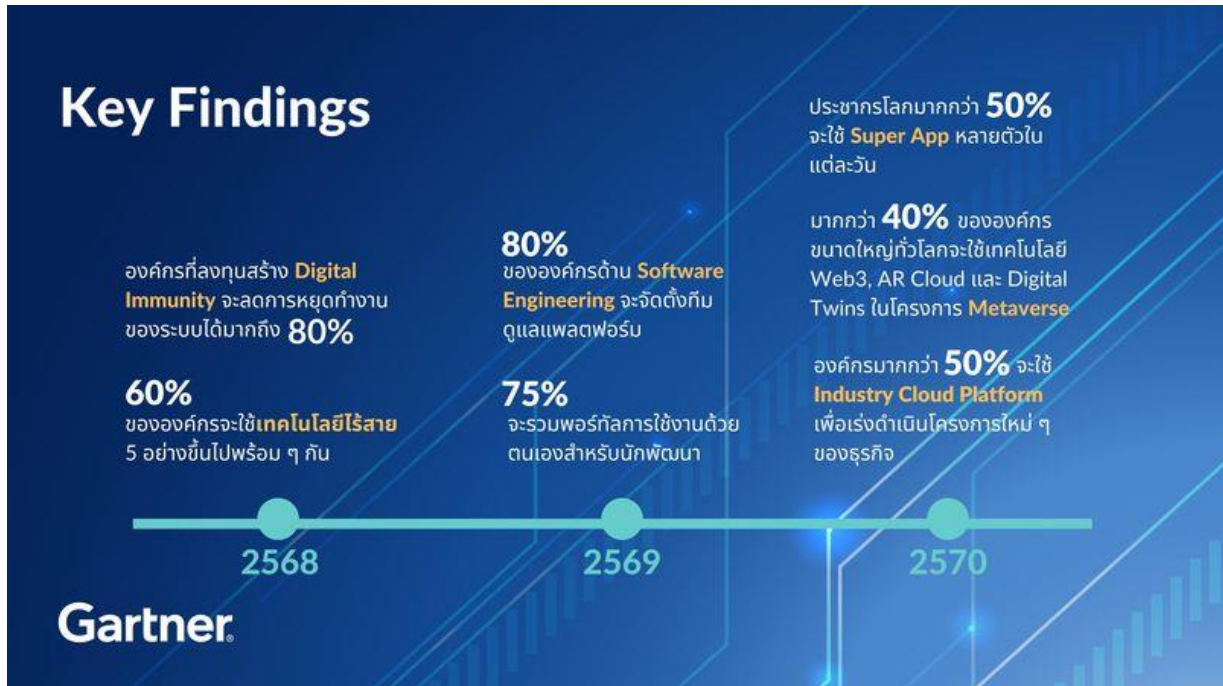 Key Findings
องค์กรที่ลงทุนสร้าง Digital
Immunity จะลดการหยุดทำงาน
ของระบบได้มากถึง 80%
60%
ขององค์กรจะใช้เทคโนโลยีไร้สาย
5 อย่างขึ้นไปพร้อม ๆ กัน
2568
80%
ขององค์กรด้าน Software
Engineering จะจัดตั้งทีม
ดูแลแพลตฟอร์ม
75%
จะรวมพอร์ทัลการใช้งานด้วย
ตนเองสำหรับนักพัฒนา
2569
ประชากรโลกมากกว่า 50%
จะใช้ Super App หลายตัวใน
แต่ละวัน
มากกว่า 40% ขององค์กร
ขนาดใหญ่ทั่วโลกจะใช้เทคโนโลยี
Web3, AR Cloud และ Digital
Twins ในโครงการ Metaverse
องค์กรมากกว่า 50% จะใช้
Industry Cloud Platform
เพื่อเร่งดำเนินโครงการใหม่ ๆ
ของธุรกิจ
2570
Gartner®